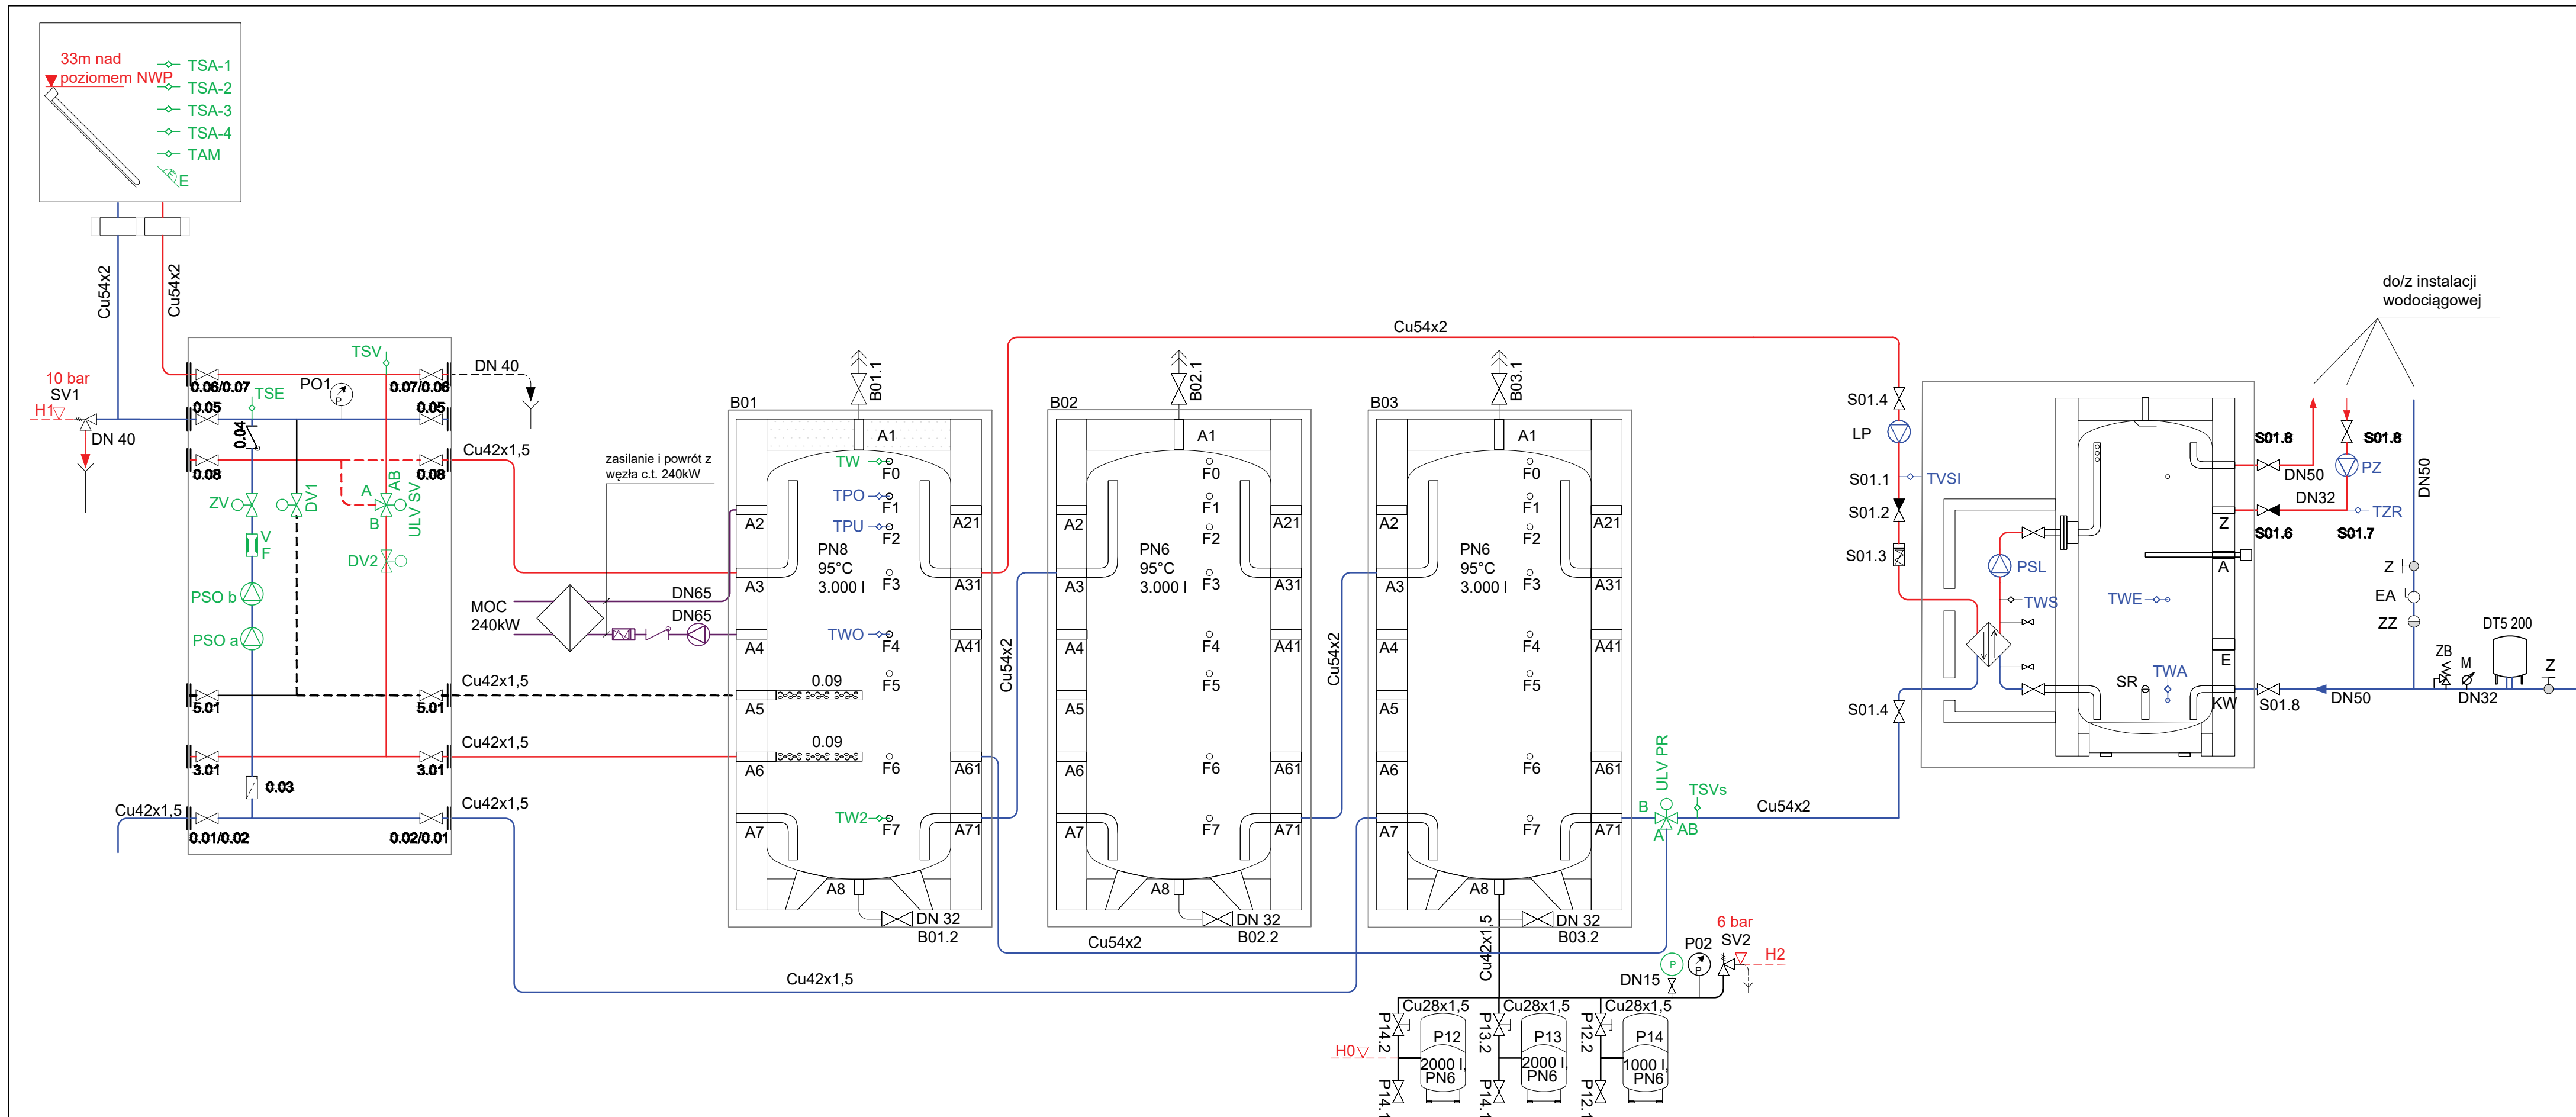 33m nad
poziomem NWP
TSA-1
TSA-2
TSA-3
TSA-4
TAM
E
E
Cu54x2
Cu54x2
10 bar
SV1
H1
DN 40
TSV
0.06/0.07
PO1
P
0.07/0.06
DN 40
0.05
TSE
0.05
0.04
0.08
0.08
Cu42x1,5
ZV
DV1
A
AB
B
ULV SV
V
F
DV2
PSO b
PSO a
5.01
5.01
Cu42x1,5
3.01
3.01
Cu42x1,5
0.03
Cu42x1,5
0.01/0.02
0.02/0.01
Cu42x1,5
zasilanie i powrót z
węzła c.t. 240kW
MOC
240kW
DN65
DN65
B01
B01.1
A1
TW
F0
TPO
F1
TPU
F2
A2
A21
PN8
95°C
3.000 l
F3
A3
A31
TWO
F4
A4
A41
F5
0.09
A5
0.09
F6
A6
A61
TW2
F7
A7
A71
A8
DN 32
B01.2
Cu54x2
B02
B02.1
A1
F0
F1
F2
A2
A21
PN6
95°C
3.000 l
F3
A3
A31
F4
A4
A41
F5
A5
F6
A6
A61
F7
A7
A71
A8
DN 32
B02.2
Cu54x2
Cu54x2
B03
B03.1
A1
F0
F1
F2
A2
A21
PN6
95°C
3.000 l
F3
A3
A31
F4
A4
A41
F5
A5
F6
A6
A61
F7
A7
A71
A8
DN 32
B03.2
Cu54x2
Cu42x1,5
Cu42x1,5
ULV PR
B
A
AB
TSVs
Cu54x2
6 bar
SV2
P02
P
P
H2
DN15
Cu28x1,5
Cu28x1,5
Cu28x1,5
P14.2
P12
2000 l,
PN6
P13.2
P13
2000 l,
PN6
P12.2
P14
1000 l,
PN6
H0
P14.1
P14.1
P12.1
S01.4
LP
S01.1
TVSI
S01.2
S01.3
S01.4
PSL
TWS
TWE
TWA
SR
Z
A
E
KW
S01.8
DN50
S01.8
PZ
DN32
TZR
S01.6
S01.7
S01.8
DN50
do/z instalacji
wodociągowej
DN50
Z
EA
ZZ
ZB
M
DN32
DT5 200
Z